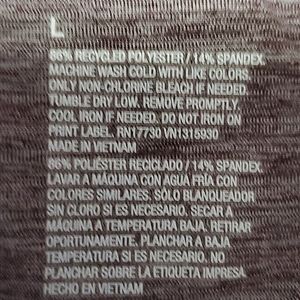 L
86% RECYCLED POLYESTER / 14% SPANDEX.
MACHINE WASH COLD WITH LIKE COLORS.
ONLY NON-CHLORINE BLEACH IF NEEDED.
TUMBLE DRY LOW. REMOVE PROMPTLY.
COOL IRON IF NEEDED. DO NOT IRON ON
PRINT LABEL. RN17730 VN1315930
MADE IN VIETNAM
86% POLIÉSTER RECICLADO / 14% SPANDEX.
LAVAR A MÁQUINA CON AGUA FRÍA CON
COLORES SIMILARES. SÓLO BLANQUEADOR
SIN CLORO SI ES NECESARIO. SECAR A
MÁQUINA A TEMPERATURA BAJA. RETIRAR
OPORTUNAMENTE. PLANCHAR A BAJA
TEMPERATURA SI ES NECESARIO. NO
PLANCHAR SOBRE LA ETIQUETA IMPRESA.
HECHO EN VIETNAM